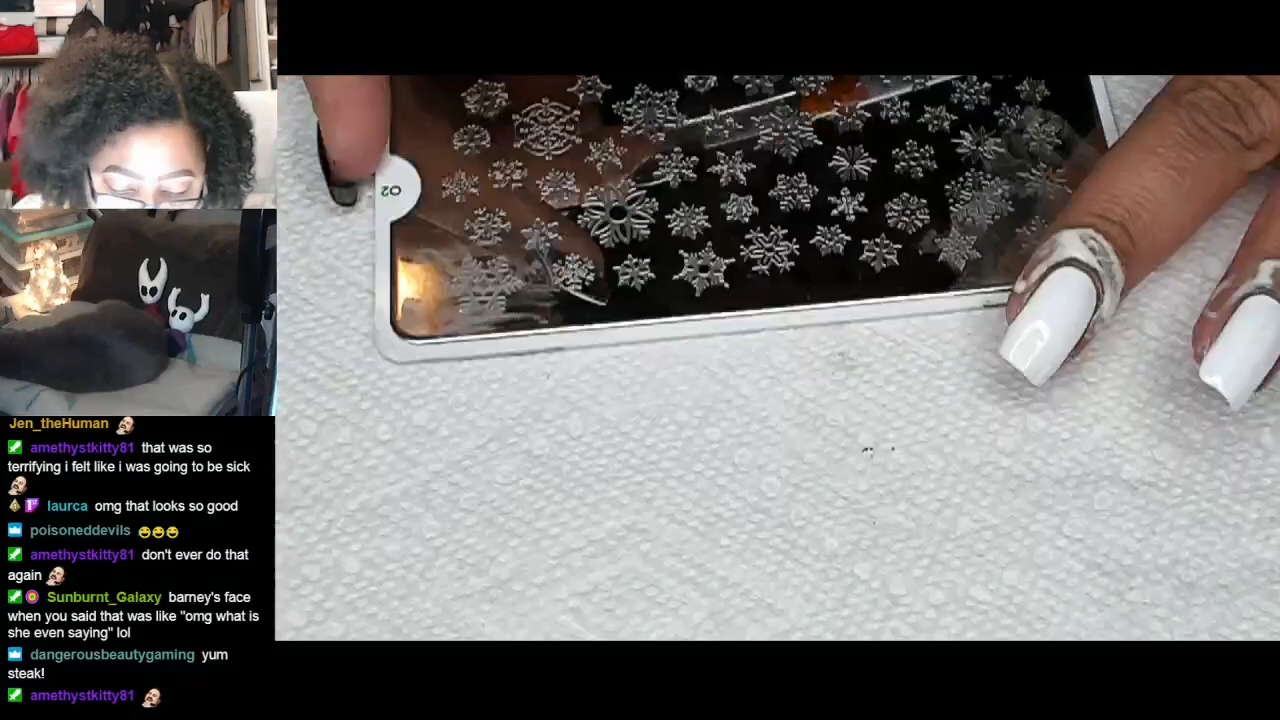 O2
Jen_theHuman
amethystkitty81 that was so
terrifying i felt like i was going to be sick
laurca omg that looks so good
poisoneddevils
amethystkitty81 don't ever do that
again
Sunburnt_Galaxy barney's face
when you said that was like "omg what is
she even saying" lol
dangerousbeautygaming yum
steak!
amethystkitty81